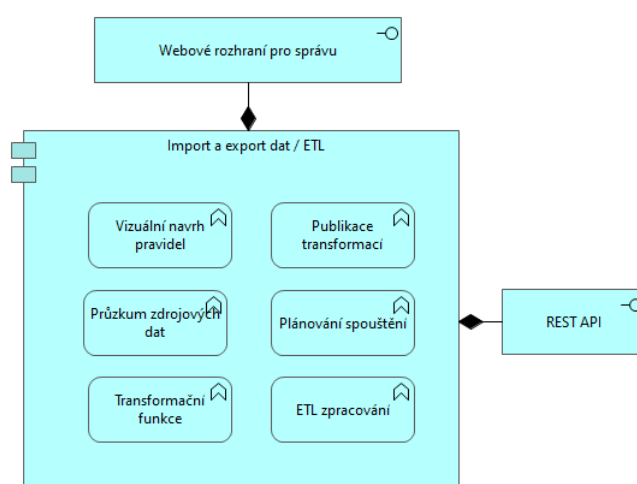 Webové rozhraní pro správu
Import a export dat / ETL
Vizuální navrh
pravidel
Publikace
transformací
Průzkum zdrojových
dat
Plánování spouštění
REST API
Transformační
funkce
ETL zpracování